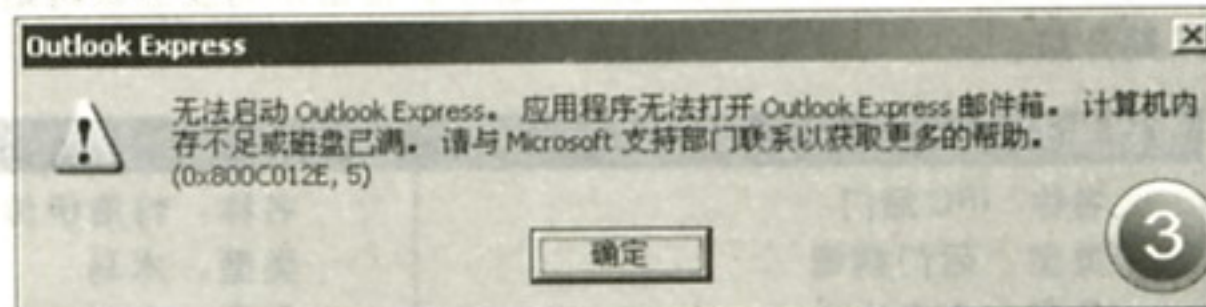 Outlook Express
无法启动 Outlook Express。 应用程序无法打开 Outlook Express 邮件箱。 计算机内
存不足或磁盘已满。 请与 Microsoft 支持部门联系以获取更多的帮助。
(0x800C012E, 5)
确定
3